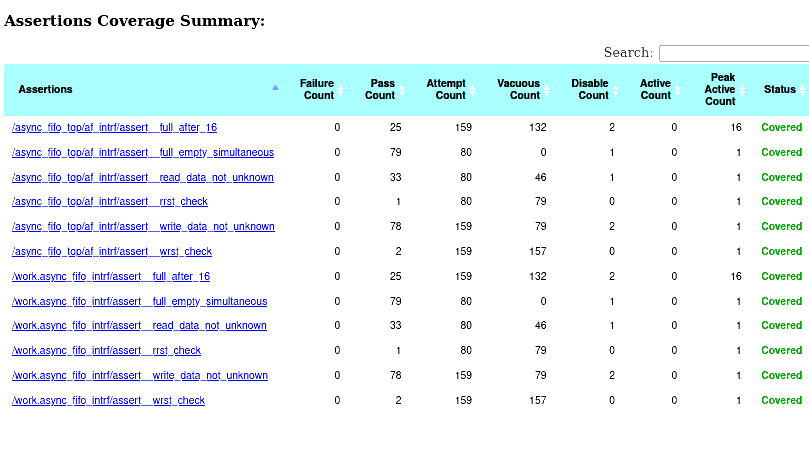 Assertions Coverage Summary:
Search:
Assertions Failure Count Pass Count Attempt Count Vacuous Count Disable Count Active Count Peak Active Count Status
/async_fifo_top/af_intrf/assert__full_after_16 0 25 159 132 2 0 16 Covered
/async_fifo_top/af_intrf/assert__full_empty_simultaneous 0 79 80 0 1 0 1 Covered
/async_fifo_top/af_intrf/assert__read_data_not_unknown 0 33 80 46 1 0 1 Covered
/async_fifo_top/af_intrf/assert__rrst_check 0 1 80 79 0 0 1 Covered
/async_fifo_top/af_intrf/assert__write_data_not_unknown 0 78 159 79 2 0 1 Covered
/async_fifo_top/af_intrf/assert__wrst_check 0 2 159 157 0 0 1 Covered
/work.async_fifo_intrf/assert__full_after_16 0 25 159 132 2 0 16 Covered
/work.async_fifo_intrf/assert__full_empty_simultaneous 0 79 80 0 1 0 1 Covered
/work.async_fifo_intrf/assert__read_data_not_unknown 0 33 80 46 1 0 1 Covered
/work.async_fifo_intrf/assert__rrst_check 0 1 80 79 0 0 1 Covered
/work.async_fifo_intrf/assert__write_data_not_unknown 0 78 159 79 2 0 1 Covered
/work.async_fifo_intrf/assert__wrst_check 0 2 159 157 0 0 1 Covered